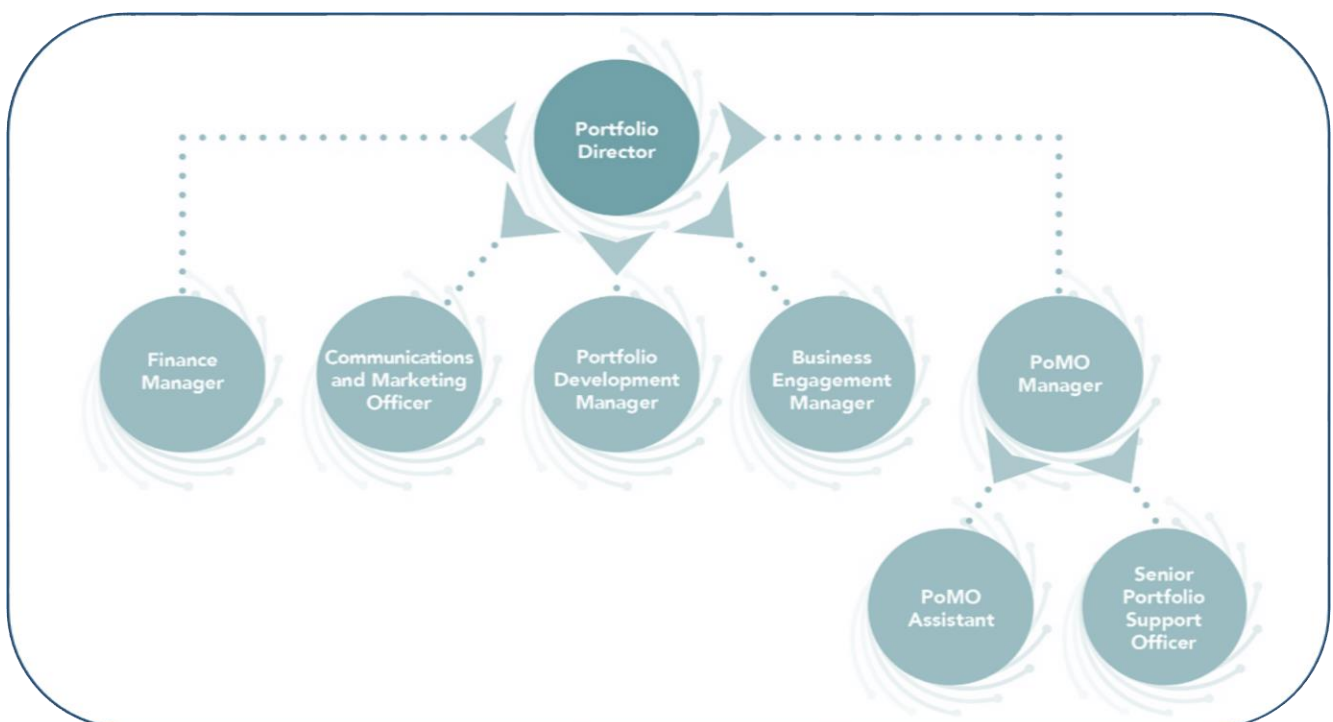 Portfolio
Director
Finance
Manager
Communications
and Marketing
Officer
Portfolio
Development
Manager
Business
Engagement
Manager
PoMO
Manager
PoMO
Assistant
Senior
Portfolio
Support
Officer